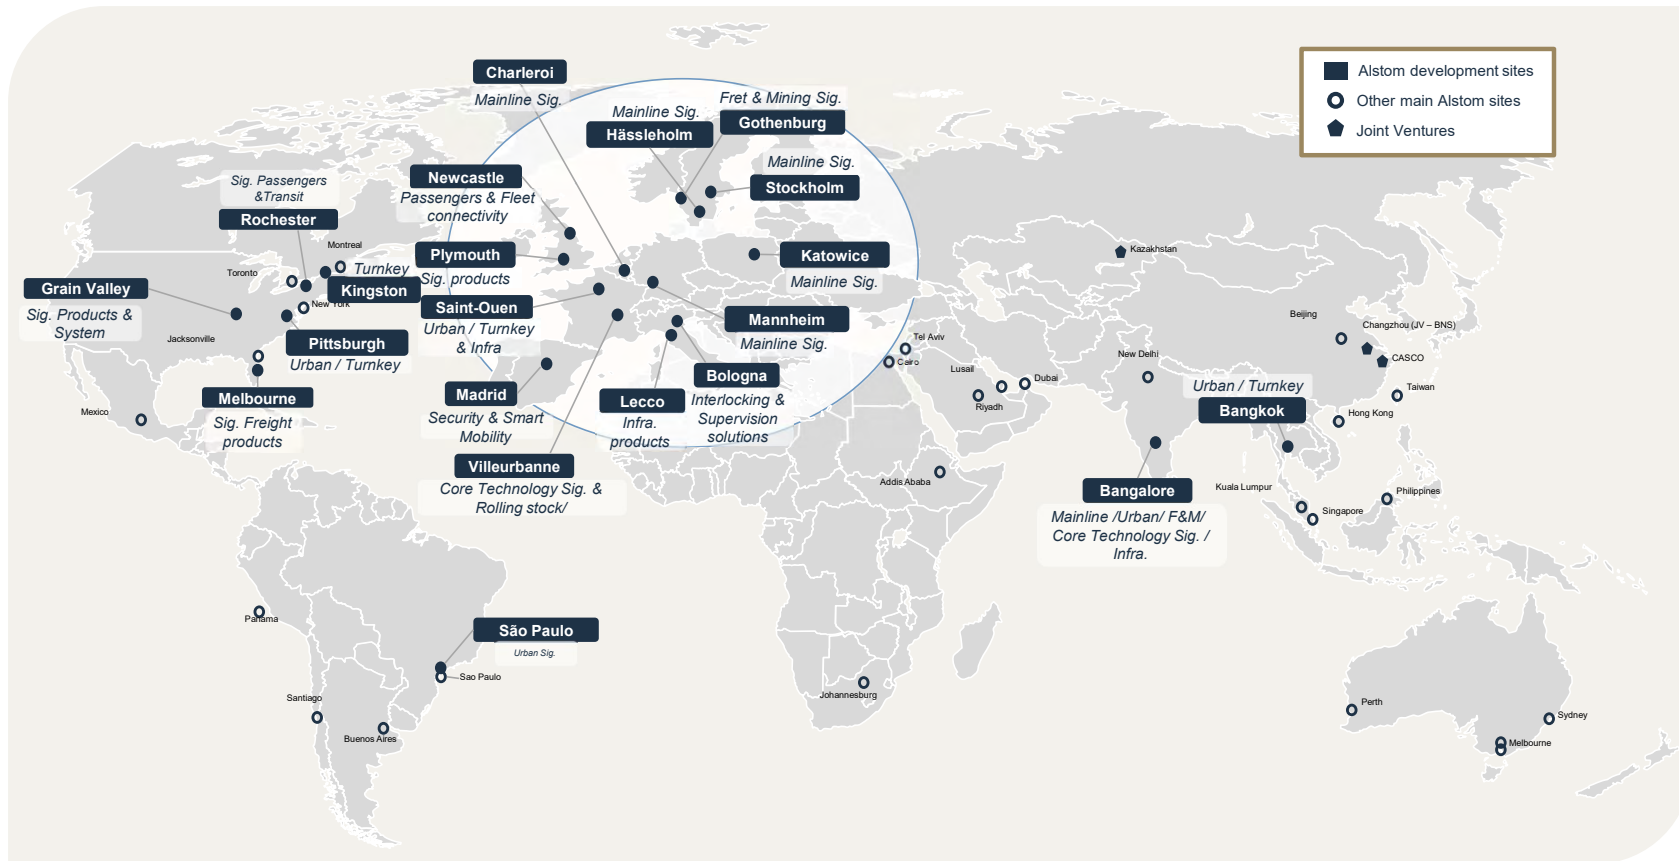 Alstom development sites
Other main Alstom sites
Joint Ventures
Charleroi
Mainline Sig.
Mainline Sig.
Hässleholm
Fret & Mining Sig.
Gothenburg
Mainline Sig.
Stockholm
Newcastle
Passengers & Fleet
connectivity
Sig. Passengers
&Transit
Rochester
Montreal
Toronto
Turnkey
Kingston
New York
Plymouth
Sig. products
Katowice
Mainline Sig.
Grain Valley
Sig. Products &
System
Saint-Ouen
Urban / Turnkey
& Infra
Mannheim
Mainline Sig.
Jacksonville
Pittsburgh
Urban / Turnkey
Melbourne
Sig. Freight
products
Mexico
Madrid
Security & Smart
Mobility
Lecco
Infra.
products
Bologna
Interlocking &
Supervision
solutions
Villeurbanne
Core Technology Sig. &
Rolling stock/
Kazakhstan
Beijing
Changzhou (JV – BNS)
CASCO
Tel Aviv
Cairo
Lusail
Dubai
Riyadh
New Delhi
Urban / Turnkey
Bangkok
Taiwan
Hong Kong
Addis Ababa
Bangalore
Mainline /Urban/ F&M/
Core Technology Sig. /
Infra.
Kuala Lumpur
Singapore
Philippines
Panama
São Paulo
Urban Sig.
Sao Paulo
Santiago
Buenos Aires
Johannesburg
Perth
Sydney
Melbourne